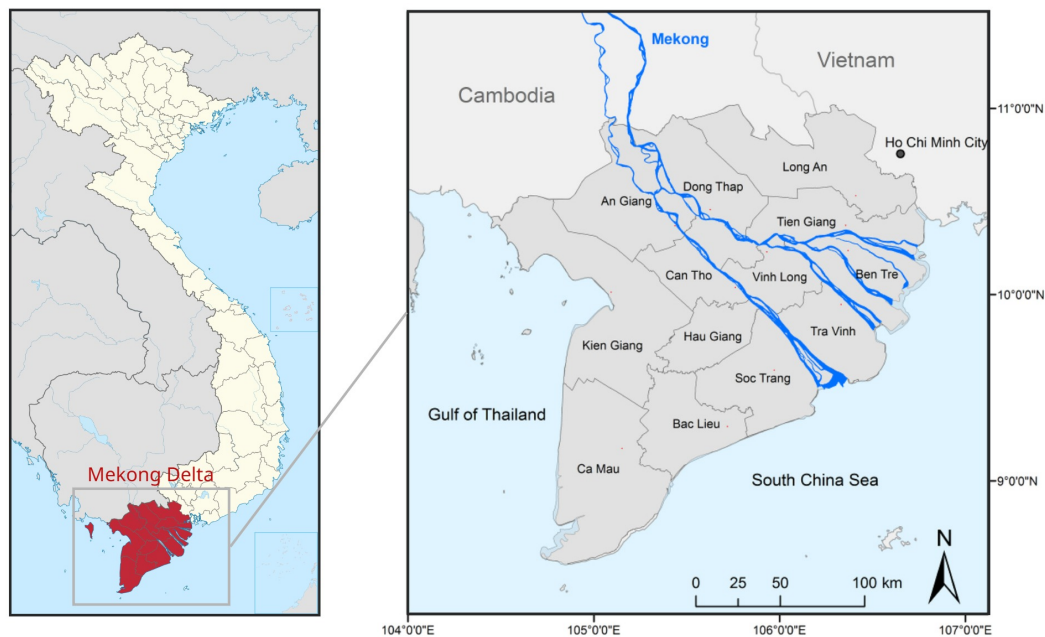 Mekong Delta
Mekong
Cambodia
Vietnam
11°0'0"N
Ho Chi Minh City
Long An
Dong Thap
An Giang
Tien Giang
Can Tho
Vinh Long
Ben Tre
10°0'0"N
Tra Vinh
Hau Giang
Kien Giang
Soc Trang
Gulf of Thailand
Bac Lieu
Ca Mau
South China Sea
9°0'0"N
N
0 25 50 100 km
104°0'0"E 105°0'0"E 106°0'0"E 107°0'0"E